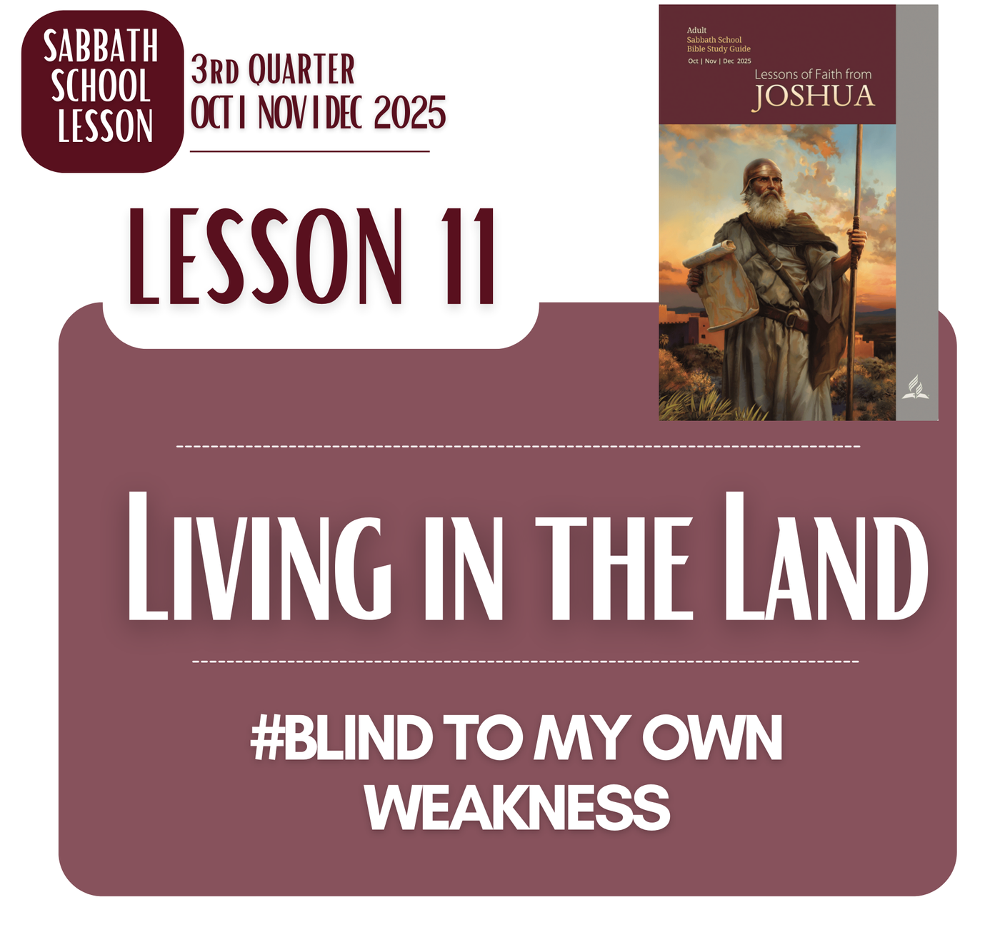 SABBATH
SCHOOL
LESSON
3RD QUARTER
OCT | NOV | DEC 2025
Adult
Sabbath School
Bible Study Guide
Oct | Nov | Dec 2025
Lessons of Faith from
JOSHUA
LESSON 11
LIVING IN THE LAND
#BLIND TO MY OWN
WEAKNESS